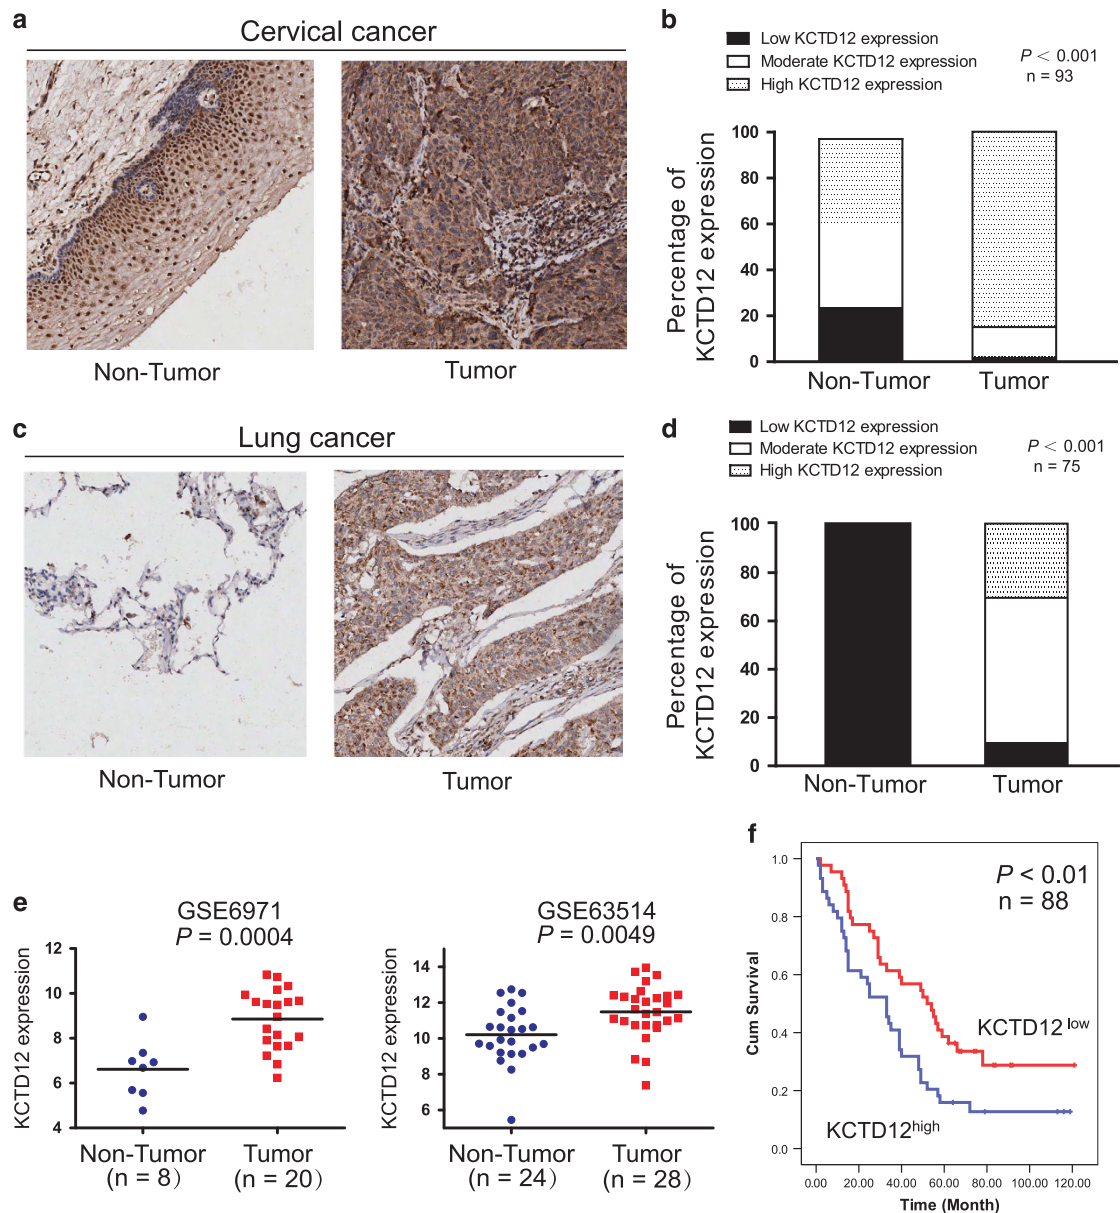 a
Cervical cancer
Non-Tumor
Tumor
b
Low KCTD12 expression
Moderate KCTD12 expression
High KCTD12 expression
P < 0.001
n = 93
Percentage of
KCTD12 expression
100
80
60
40
20
0
Non-Tumor
Tumor
c
Lung cancer
Non-Tumor
Tumor
d
Low KCTD12 expression
Moderate KCTD12 expression
High KCTD12 expression
P < 0.001
n = 75
Percentage of
KCTD12 expression
100
80
60
40
20
0
Non-Tumor
Tumor
e
GSE6971
P = 0.0004
KCTD12 expression
12
10
8
6
4
Non-Tumor
(n = 8)
Tumor
(n = 20)
GSE63514
P = 0.0049
KCTD12 expression
14
12
10
8
6
Non-Tumor
(n = 24)
Tumor
(n = 28)
f
P < 0.01
n = 88
Cum Survival
1.0
0.8
0.6
0.4
0.2
0.0
KCTD12 low
KCTD12 high
0.00 20.00 40.00 60.00 80.00 100.00 120.00
Time (Month)